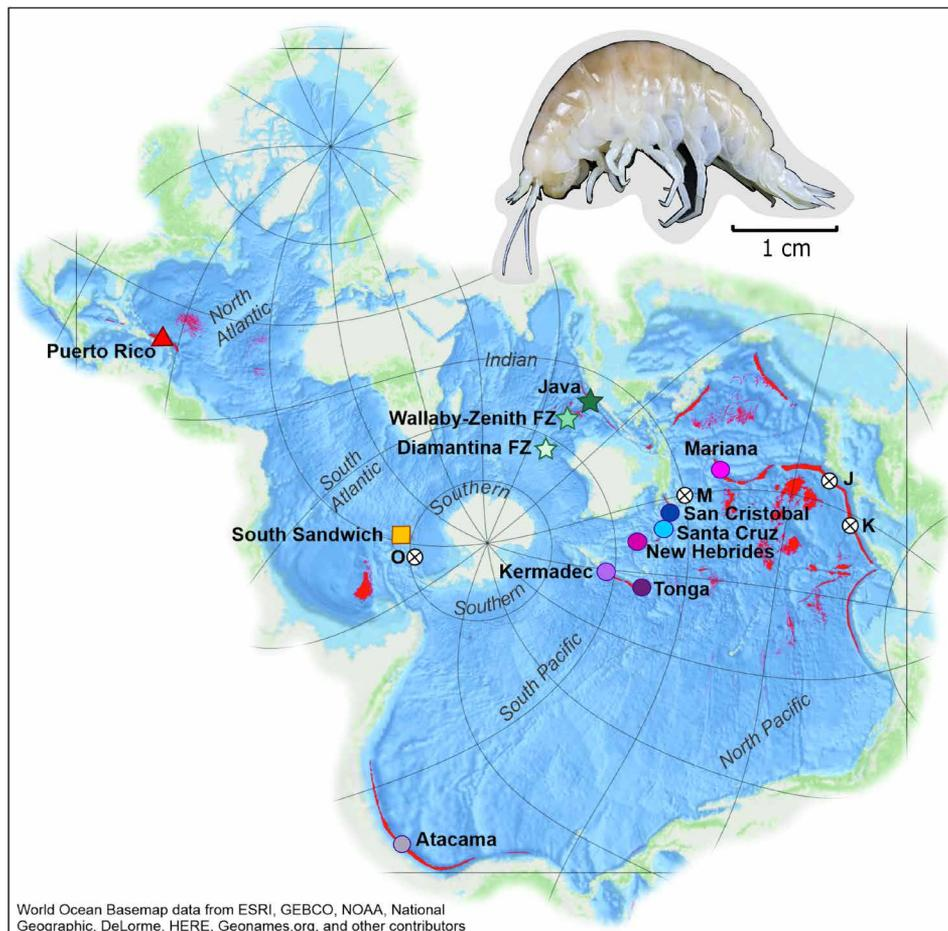 1 cm
North
Atlantic
Puerto Rico
Indian
Java
Wallaby-Zenith FZ
Diamantina FZ
Mariana
J
M
South
Atlantic
Southern
San Cristobal
K
Santa Cruz
South Sandwich
New Hebrides
O
Kermadec
Tonga
Southern
South Pacific
North Pacific
Atacama
World Ocean Basemap data from ESRI, GEBCO, NOAA, National
Geographic, DeLorme, HERE, Geonames.org, and other contributors